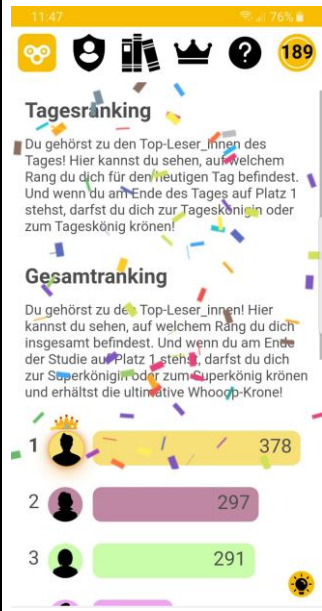 11:47
76%
?
189
Tagesranking
Du gehörst zu den Top-Leser_innen des
Tages! Hier kannst du sehen, auf welchem
Rang du dich für den heutigen Tag befindest.
Und wenn du am Ende des Tages auf Platz 1
stehst, darfst du dich zur Tageskönigin oder
zum Tageskönig krönen!
Gesamtranking
Du gehörst zu den Top-Leser_innen! Hier
kannst du sehen, auf welchem Rang du dich
insgesamt befindest. Und wenn du am Ende
der Studie auf Platz 1 stehst, darfst du dich
zur Superkönigin oder zum Superkönig krönen
und erhältst die ultimative Whooop-Krone!
1 378
2 297
3 291